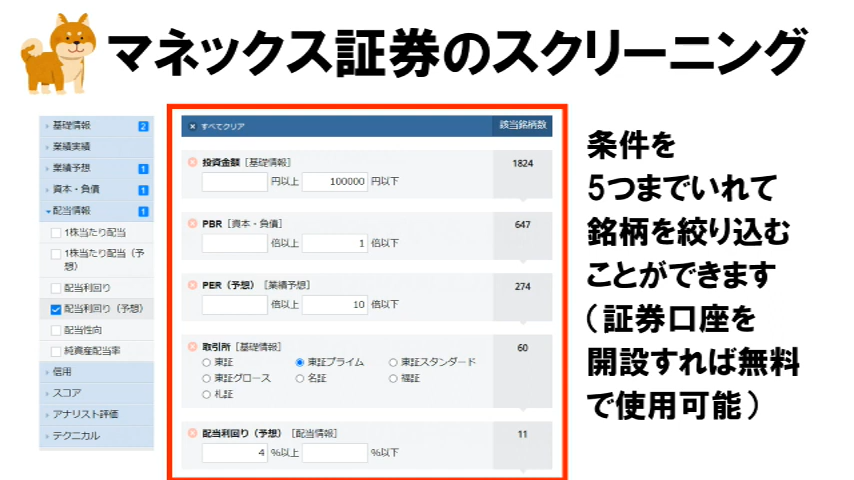 マネックス証券のスクリーニング
基礎情報 2
業績実績
業績予想 1
資本・負債 1
配当情報 1
1株当たり配当
1株当たり配当（予
想）
配当利回り
配当利回り（予想）
配当性向
純資産配当率
信用
スコア
アナリスト評価
テクニカル
すべてクリア 該当銘柄数
投資金額［基礎情報］ 1824
円以上 100000 円以下
PBR［資本・負債］ 647
倍以上 1 倍以下
PER（予想）［業績予想］ 274
倍以上 10 倍以下
取引所［基礎情報］ 60
東証 東証プライム 東証スタンダード
東証グロース 名証 福証
札証
配当利回り（予想）［配当情報］ 11
4 %以上 %以下
条件を
5つまでいれて
銘柄を絞り込む
ことができます
（証券口座を
開設すれば無料
で使用可能）